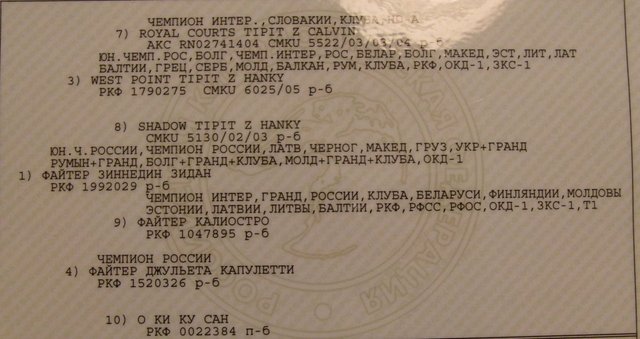 ЧЕМПИОН ИНТЕР.,СЛОВАКИИ,КЛУБА,
7) ROYAL COURTS TIPIT Z CALVIN
AKC RN02741404 CMKU 5522/03/03/04 р-б
ЮН.ЧЕМП.РОС,БОЛГ,ЧЕМП.ИНТЕР,РОС,БЕЛАР,БОЛГ,МАКЕД,ЭСТ,ЛИТ,ЛАТ
БАЛТИИ,ГРЕЦ,СЕРБ,МОЛД,БАЛКАН,РУМ,КЛУБА,РКФ,ОКД-1,ЗКС-1
3) WEST POINT TIPIT Z HANKY
РКФ 1790275 CMKU 6025/05 р-б
8) SHADOW TIPIT Z HANKY
CMKU 5130/02/03 р-б
ЮН.Ч.РОССИИ,ЧЕМПИОН РОССИИ,ЛАТВ,ЧЕРНОГ,МАКЕД,ГРУЗ,УКР+ГРАНД
РУМЫН+ГРАНД,БОЛГ+ГРАНД+КЛУБА,МОЛД+ГРАНД+КЛУБА,ОКД-1
1) ФАЙТЕР ЗИННЕДИН ЗИДАН
РКФ 1992029 р-б
ЧЕМПИОН ИНТЕР,ГРАНД,РОССИИ,КЛУБА,БЕЛАРУСИ,ФИНЛЯНДИИ,МОЛДОВЫ
ЭСТОНИИ,ЛАТВИИ,ЛИТВЫ,БАЛТИИ,РКФ,РФСС,РФОС,ОКД-1,ЗКС-1,Т1
9) ФАЙТЕР КАЛИОСТРО
РКФ 1047895 р-б
ЧЕМПИОН РОССИИ
4) ФАЙТЕР ДЖУЛЬЕТА КАПУЛЕТТИ
РКФ 1520326 р-б
10) О КИ КУ САН
РКФ 0022384 п-б